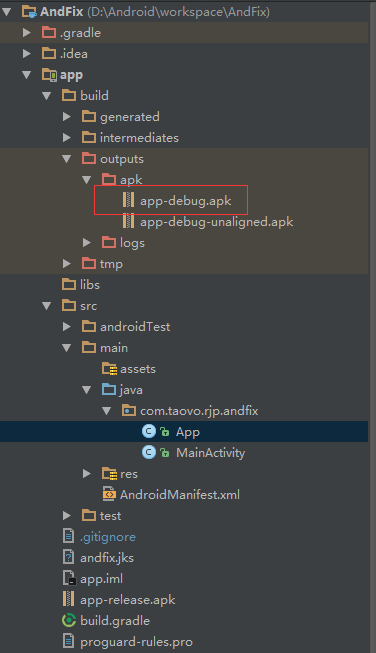 AndFix (D:\Android\workspace\AndFix)
.gradle
.idea
app
build
generated
intermediates
outputs
apk
app-debug.apk
app-debug-unaligned.apk
logs
tmp
libs
src
androidTest
main
assets
java
com.taovo.rjp.andfix
App
MainActivity
res
AndroidManifest.xml
test
.gitignore
andfix.jks
app.iml
app-release.apk
build.gradle
proguard-rules.pro